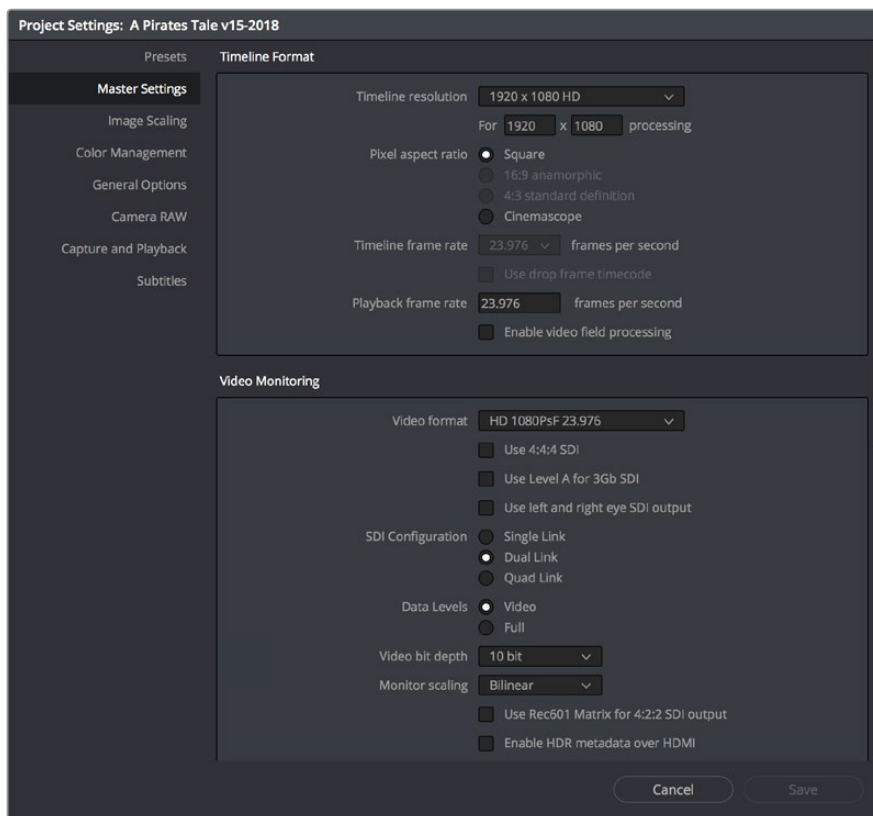 Project Settings: A Pirates Tale v15-2018
Presets
Master Settings
Image Scaling
Color Management
General Options
Camera RAW
Capture and Playback
Subtitles
Timeline Format
Timeline resolution 1920 x 1080 HD
For 1920 x 1080 processing
Pixel aspect ratio Square
16:9 anamorphic
4:3 standard definition
Cinemascope
Timeline frame rate 23.976 frames per second
Use drop frame timecode
Playback frame rate 23.976 frames per second
Enable video field processing
Video Monitoring
Video format HD 1080PsF 23.976
Use 4:4:4 SDI
Use Level A for 3Gb SDI
Use left and right eye SDI output
SDI Configuration Single Link
Dual Link
Quad Link
Data Levels Video
Full
Video bit depth 10 bit
Monitor scaling Bilinear
Use Rec601 Matrix for 4:2:2 SDI output
Enable HDR metadata over HDMI
Cancel Save